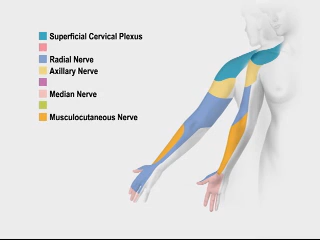 Superficial Cervical Plexus
Radial Nerve
Axillary Nerve
Median Nerve
Musculocutaneous Nerve